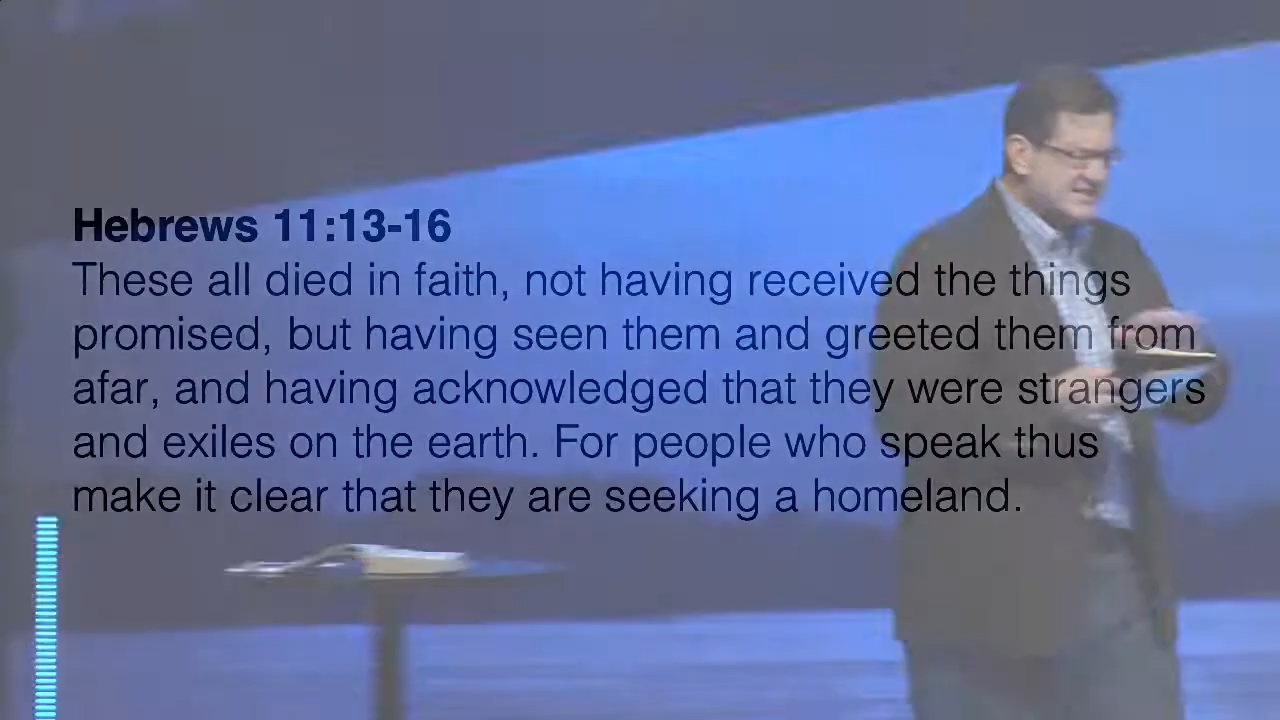 Hebrews 11:13-16
These all died in faith, not having received the things
promised, but having seen them and greeted them from
afar, and having acknowledged that they were strangers
and exiles on the earth. For people who speak thus
make it clear that they are seeking a homeland.